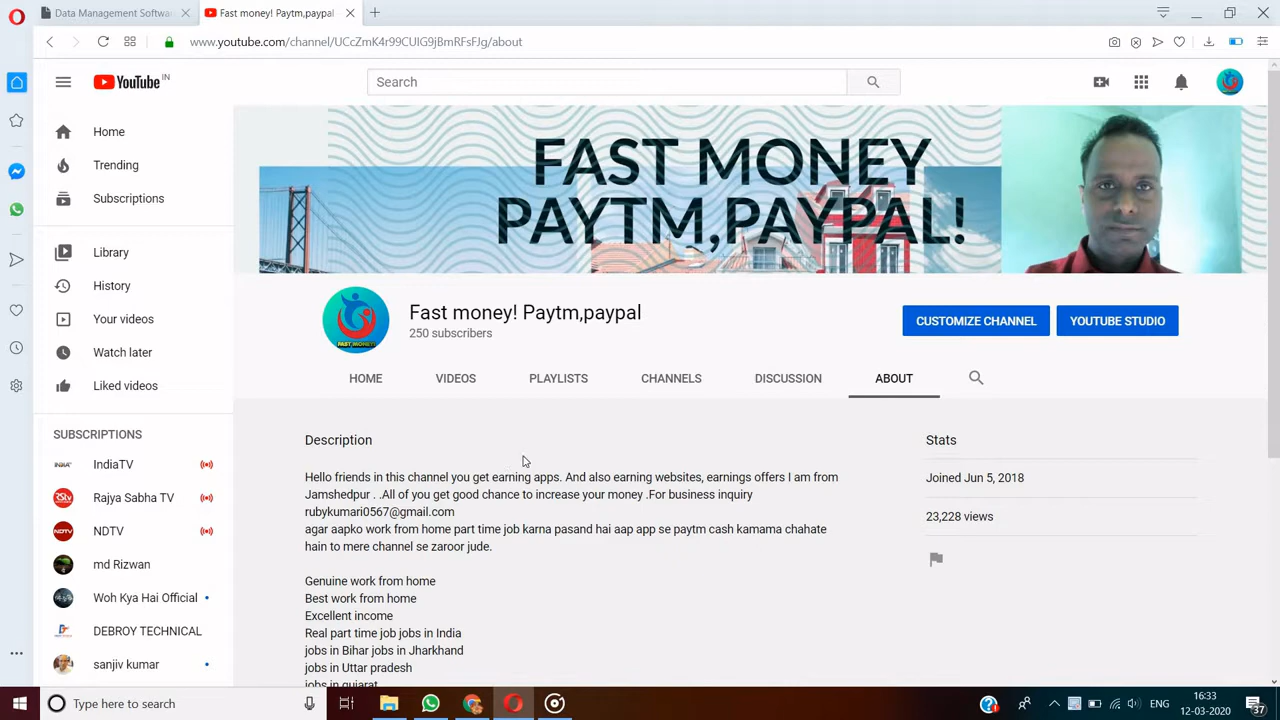 Data Management Softwar
Fast money! Paytm,paypal
www.youtube.com/channel/UCcZmK4r99CUIG9jBmRFsFJg/about
YouTube IN
Search
Home
Trending
Subscriptions
Library
History
Your videos
Watch later
Liked videos
SUBSCRIPTIONS
IndiaTV
Rajya Sabha TV
NDTV
md Rizwan
Woh Kya Hai Official
DEBROY TECHNICAL
sanjiv kumar
FAST MONEY
PAYTM,PAYPAL!
FAST MONEY!
Fast money! Paytm,paypal
250 subscribers
CUSTOMIZE CHANNEL
YOUTUBE STUDIO
HOME
VIDEOS
PLAYLISTS
CHANNELS
DISCUSSION
ABOUT
Description
Hello friends in this channel you get earning apps. And also earning websites, earnings offers I am from
Jamshedpur . .All of you get good chance to increase your money .For business inquiry
rubykumari0567@gmail.com
agar aapko work from home part time job karna pasand hai aap app se paytm cash kamama chahate
hain to mere channel se zaroor jude.
Genuine work from home
Best work from home
Excellent income
Real part time job jobs in India
jobs in Bihar jobs in Jharkhand
jobs in Uttar pradesh
jobs in gujarat
Stats
Joined Jun 5, 2018
23,228 views
Type here to search
ENG
16:33
12-03-2020
37